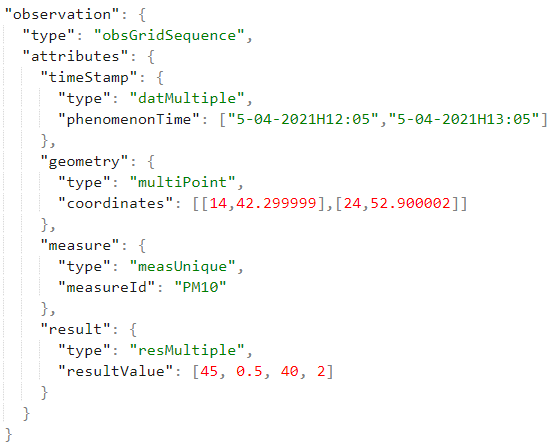 "observation": {
  "type": "obsGridSequence",
  "attributes": {
    "timeStamp": {
      "type": "datMultiple",
      "phenomenonTime": ["5-04-2021H12:05","5-04-2021H13:05"]
    },
    "geometry": {
      "type": "multiPoint",
      "coordinates": [[14,42.299999],[24,52.900002]]
    },
    "measure": {
      "type": "measUnique",
      "measureId": "PM10"
    },
    "result": {
      "type": "resMultiple",
      "resultValue": [45, 0.5, 40, 2]
    }
  }
}